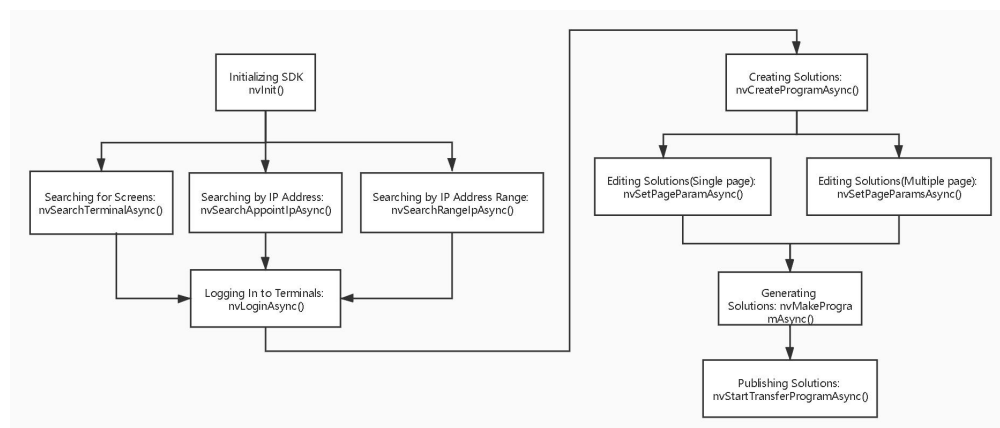 Initializing SDK
nvInit()
Searching for Screens:
nvSearchTerminalAsync()
Searching by IP Address:
nvSearchAppointIpAsync()
Searching by IP Address Range:
nvSearchRangeIpAsync()
Logging In to Terminals:
nvLoginAsync()
Creating Solutions:
nvCreateProgramAsync()
Editing Solutions(Single page):
nvSetPageParamAsync()
Editing Solutions(Multiple page):
nvSetPageParamsAsync()
Generating
Solutions: nvMakeProgra
mAsync()
Publishing Solutions:
nvStartTransferProgramAsync()